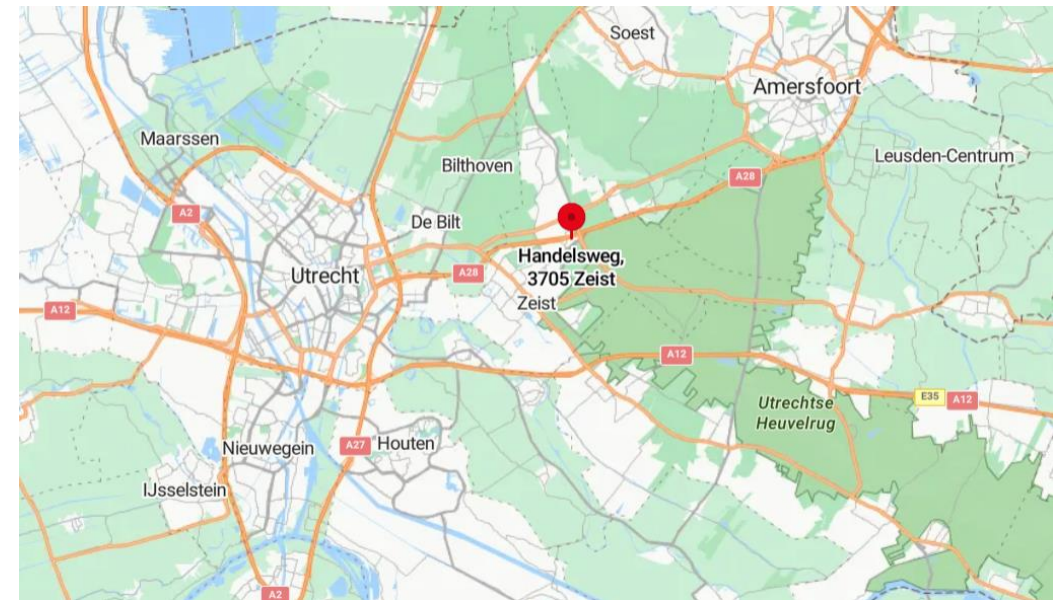 Soest
Amersfoort
Maarssen
Leusden-Centrum
Bilthoven
A28
A2
De Bilt
Handelsweg,
3705 Zeist
Utrecht
A28
Zeist
A12
A12
E35
A12
Utrechtse
Heuvelrug
Nieuwegein
A27
Houten
IJsselstein
A2